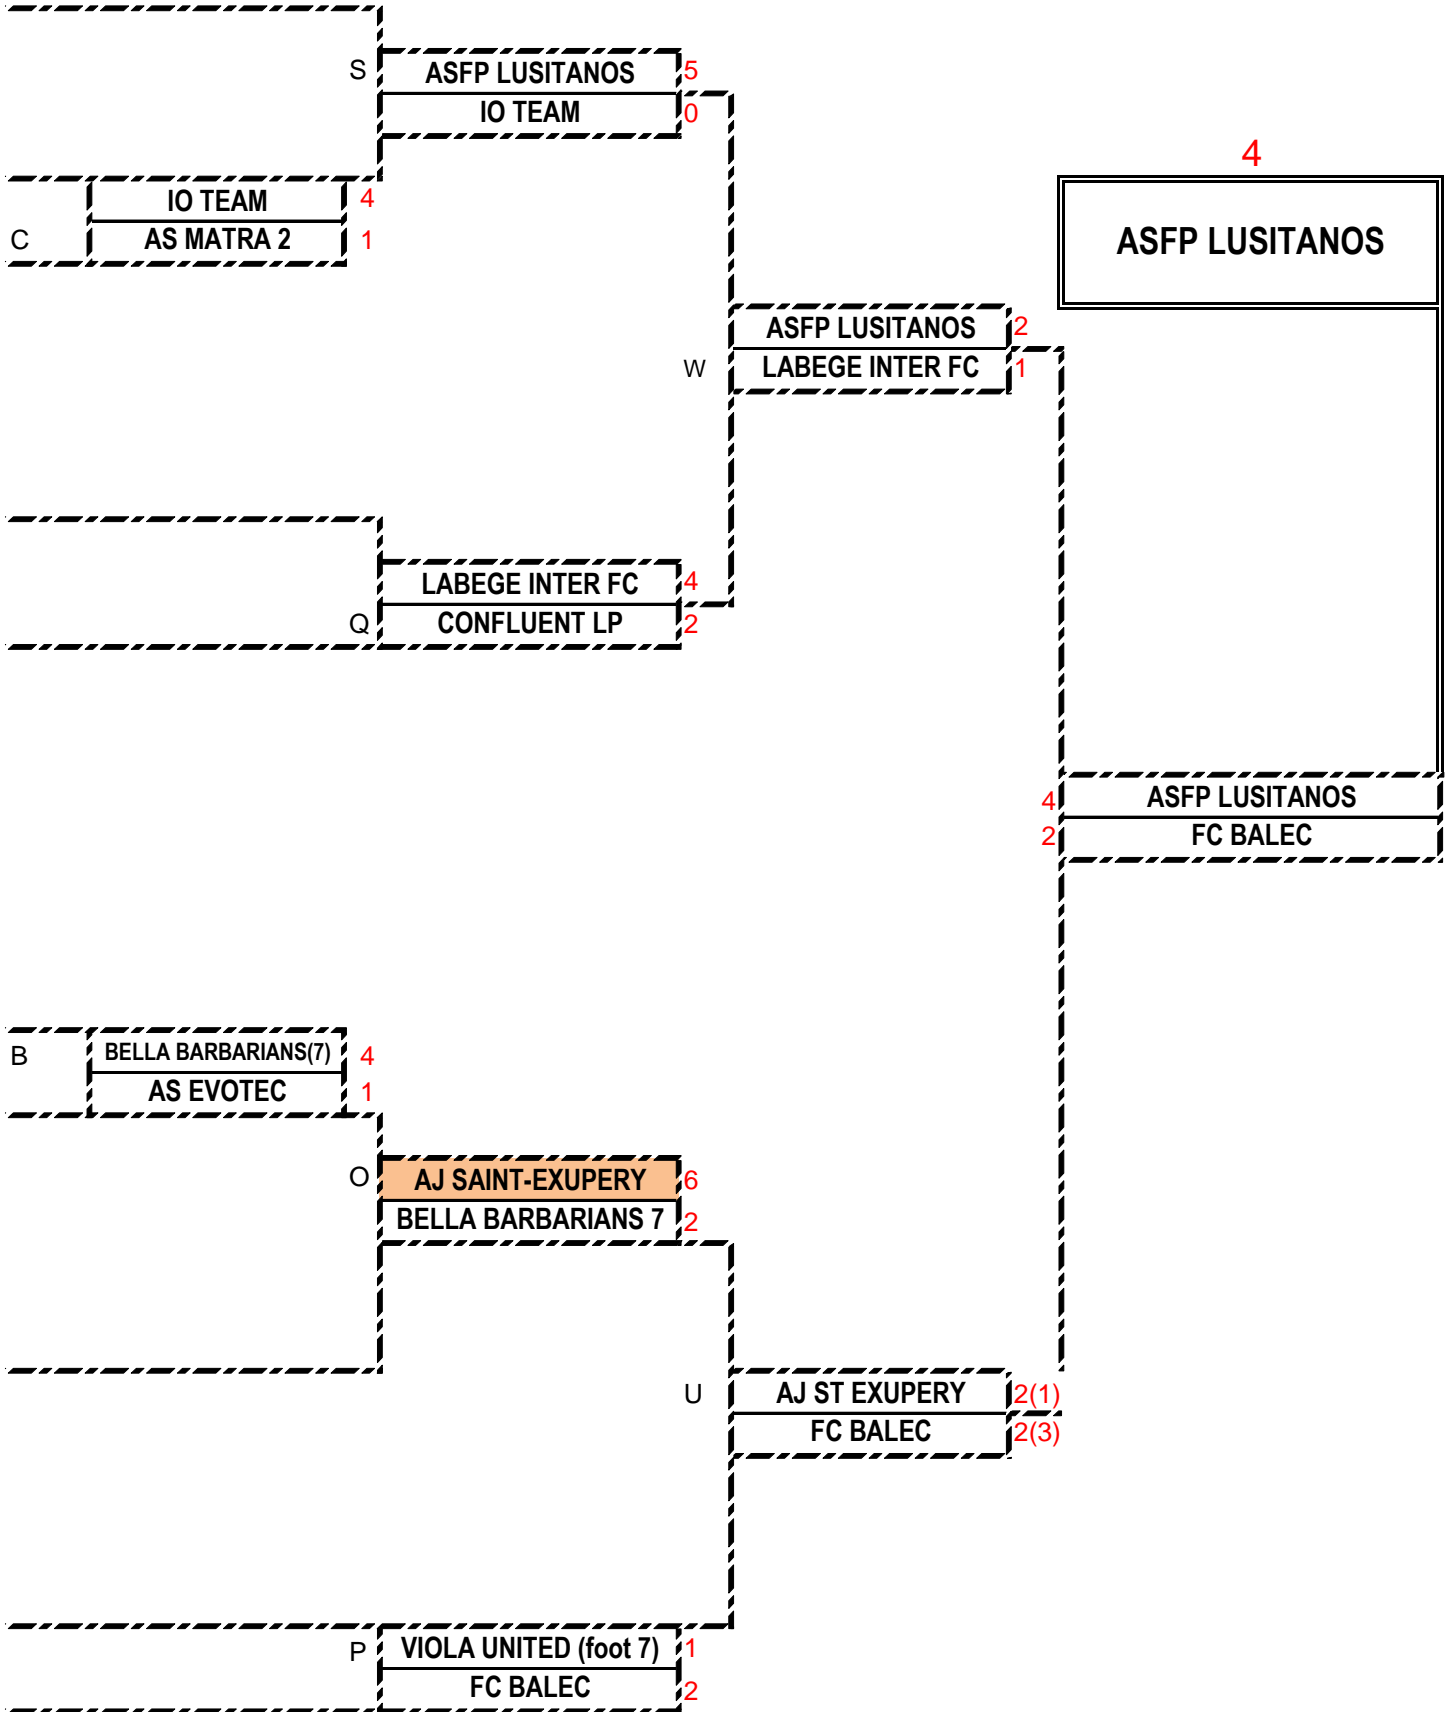 S ASFP LUSITANOS 5
IO TEAM 0
4
IO TEAM 4
C AS MATRA 2 1
ASFP LUSITANOS
ASFP LUSITANOS 2
W LABEGE INTER FC 1
LABEGE INTER FC 4
Q CONFLUENT LP 2
4 ASFP LUSITANOS
2 FC BALEC
B BELLA BARBARIANS(7) 4
AS EVOTEC 1
O AJ SAINT-EXUPERY 6
BELLA BARBARIANS 7 2
U AJ ST EXUPERY 2(1)
FC BALEC 2(3)
P VIOLA UNITED (foot 7) 1
FC BALEC 2